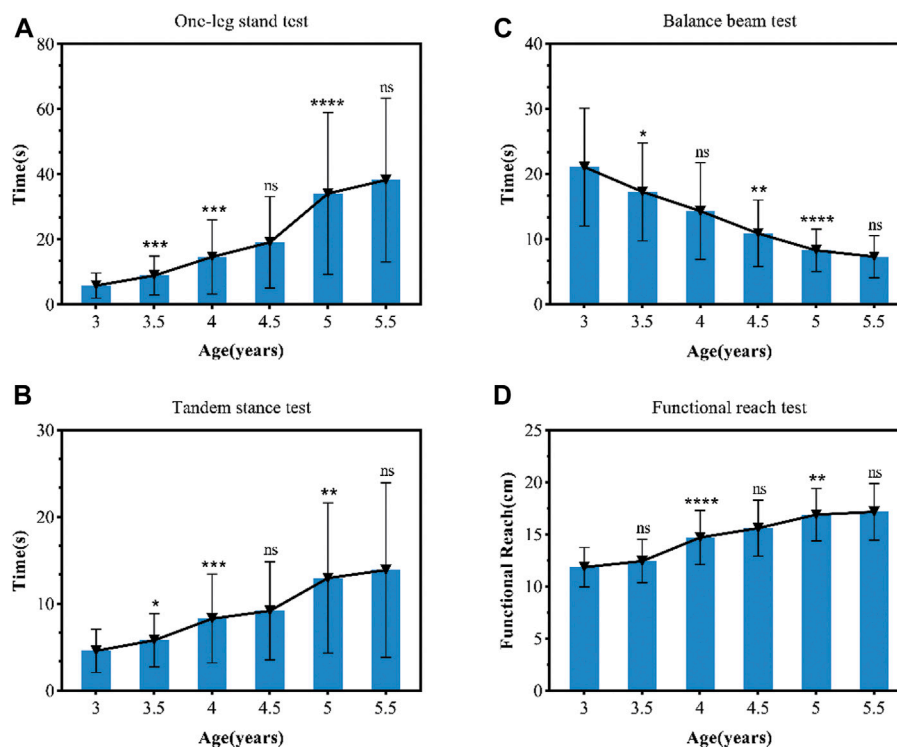 A
One-leg stand test
Time(s)
80
60
40
20
0
***
***
ns
****
ns
3 3.5 4 4.5 5 5.5
Age(years)
C
Balance beam test
Time(s)
40
30
20
10
0
*
ns
**
****
ns
3 3.5 4 4.5 5 5.5
Age(years)
B
Tandem stance test
Time(s)
30
20
10
0
*
***
ns
**
ns
3 3.5 4 4.5 5 5.5
Age(years)
D
Functional reach test
Functional Reach(cm)
25
20
15
10
5
0
ns
****
ns
**
ns
3 3.5 4 4.5 5 5.5
Age(years)